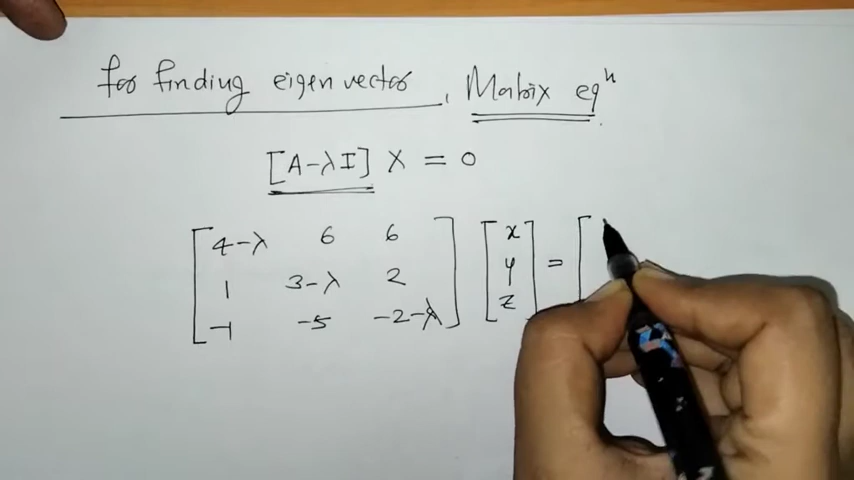 for finding eigen vector, Matrix eqⁿ.
[A-λI] X = 0
[4-λ 6 6] [x] = [
[1 3-λ 2] [y]
[-1 -5 -2-λ] [z]